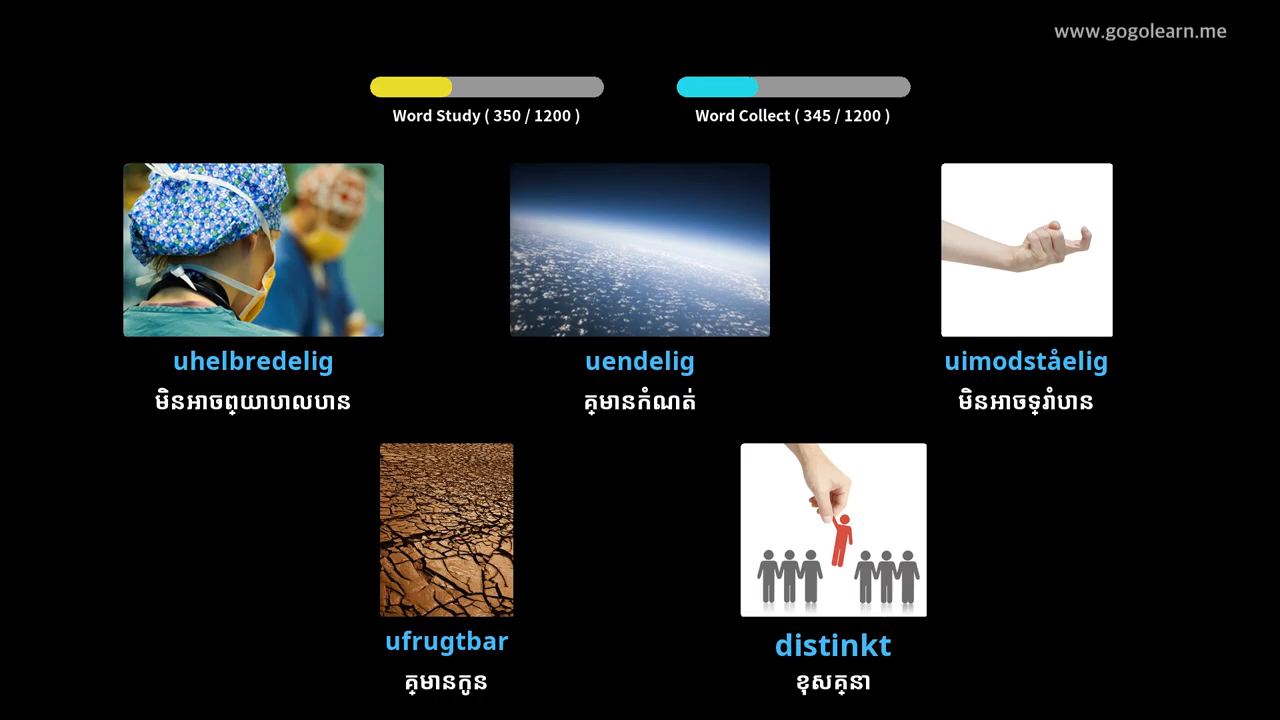 www.gogolearn.me
Word Study ( 350 / 1200 )
Word Collect ( 345 / 1200 )
uhelbredelig
uendelig
uimodståelig
មិនអាចព្យាបាលបាន
គ្មានកំណត់
មិនអាចទ្រាំបាន
ufrugtbar
distinkt
គ្មានកូន
ខុសគ្នា